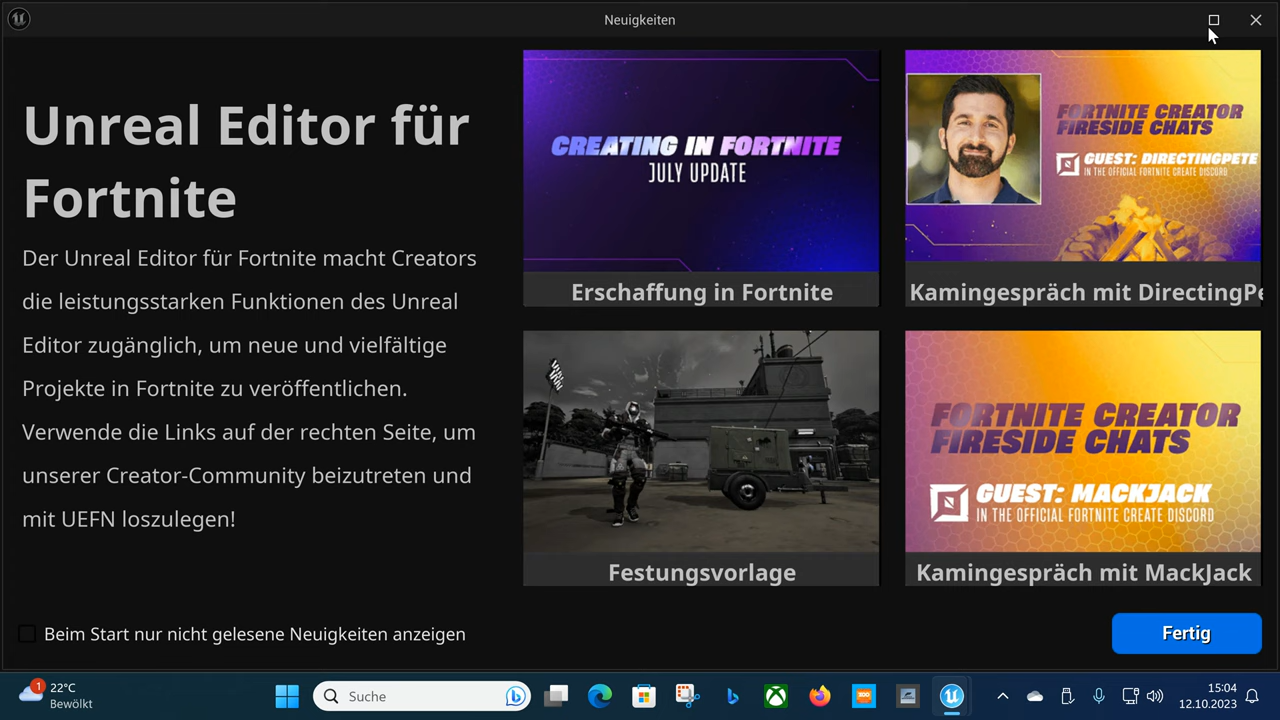 Neuigkeiten
Unreal Editor für
Fortnite
Der Unreal Editor für Fortnite macht Creators
die leistungsstarken Funktionen des Unreal
Editor zugänglich, um neue und vielfältige
Projekte in Fortnite zu veröffentlichen.
Verwende die Links auf der rechten Seite, um
unserer Creator-Community beizutreten und
mit UEFN loszulegen!
CREATING IN FORTNITE
JULY UPDATE
Erschaffung in Fortnite
FORTNITE CREATOR
FIRESIDE CHATS
GUEST: DIRECTINGPETE
IN THE OFFICIAL FORTNITE CREATE DISCORD
Kamingespräch mit DirectingPe
Festungsvorlage
FORTNITE CREATOR
FIRESIDE CHATS
GUEST: MACKJACK
IN THE OFFICIAL FORTNITE CREATE DISCORD
Kamingespräch mit MackJack
Beim Start nur nicht gelesene Neuigkeiten anzeigen
Fertig
1
22°C
Bewölkt
Suche
15:04
12.10.2023